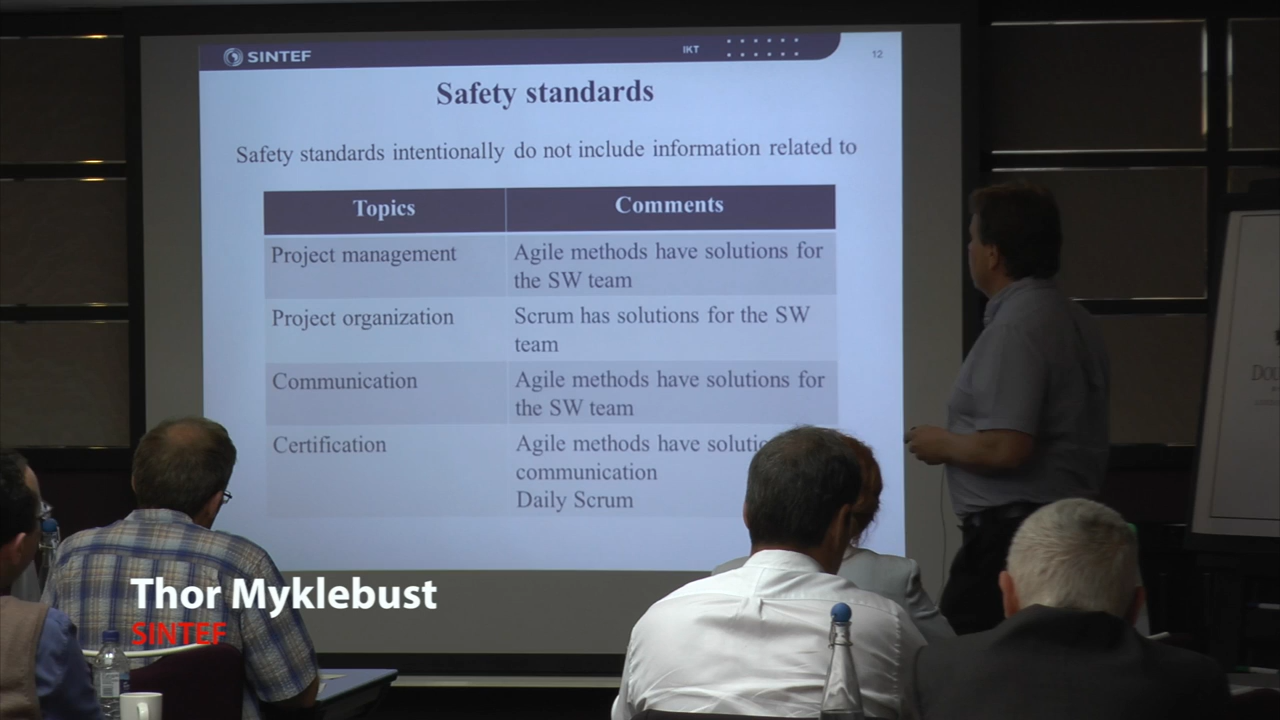 SINTEF
IKT
12
Safety standards
Safety standards intentionally do not include information related to
Topics
Comments
Project management
Agile methods have solutions for
the SW team
Project organization
Scrum has solutions for the SW
team
Communication
Agile methods have solutions for
the SW team
Certification
Agile methods have
communication
Daily Scrum
Thor Myklebust
SINTEF